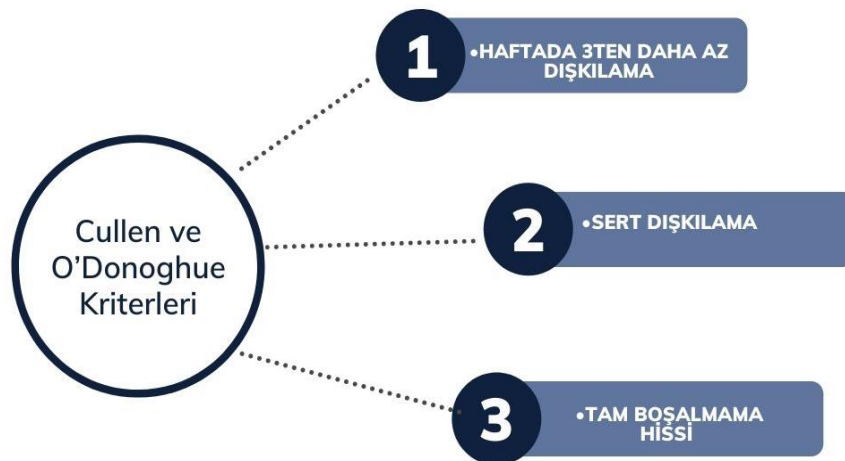 1
•HAFTADA 3TEN DAHA AZ
DIŞKILAMA
Cullen ve
O'Donoghue
Kriterleri
2
•SERT DIŞKILAMA
3
•TAM BOŞALMAMA
HİSSİ